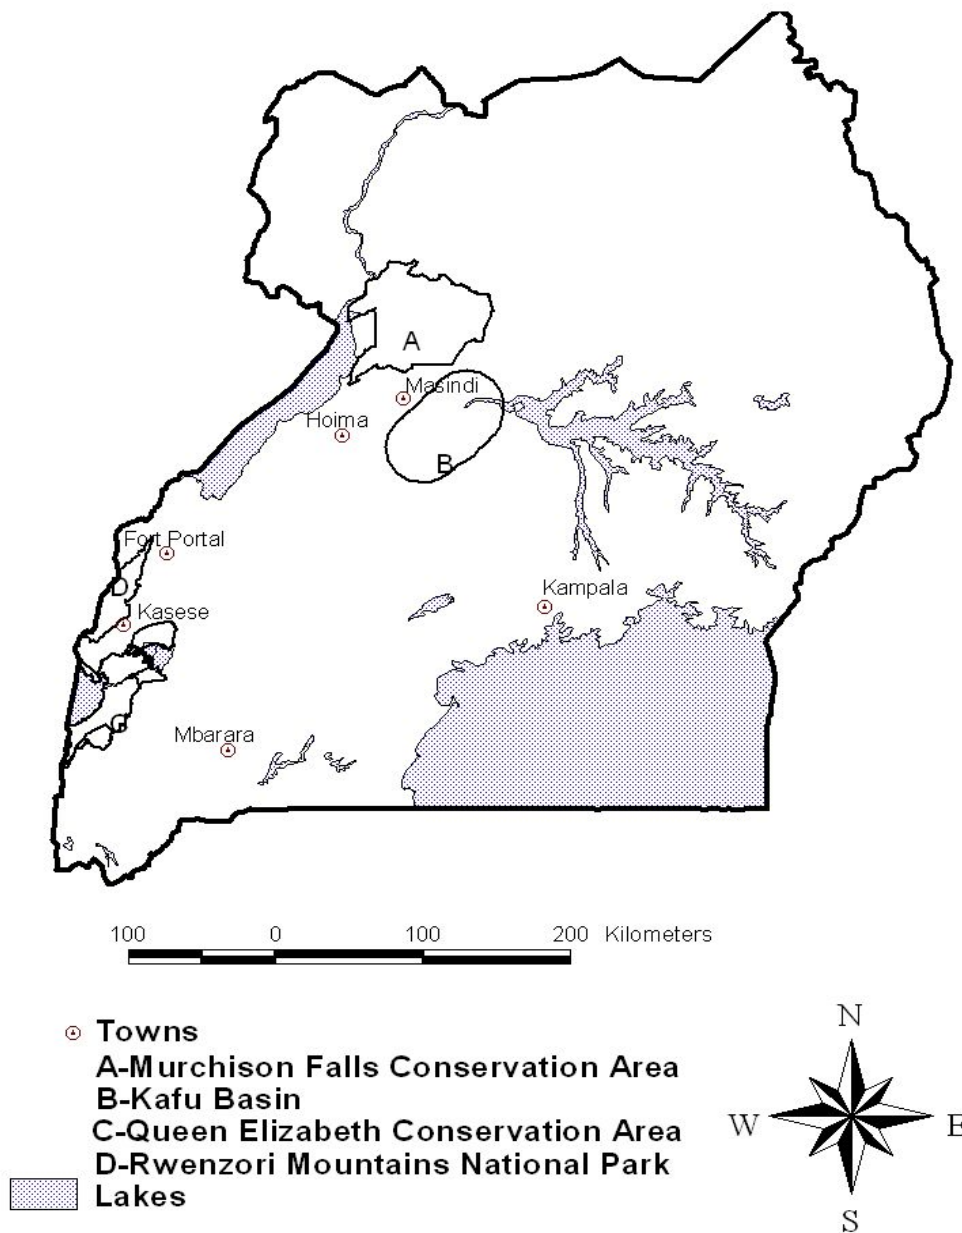 A
Masindi
Hoima
B
Fort Portal
D
Kasese
Kampala
C
Mbarara
100 0 100 200 Kilometers
Towns
A-Murchison Falls Conservation Area
B-Kafu Basin
C-Queen Elizabeth Conservation Area
D-Rwenzori Mountains National Park
Lakes
N
W E
S